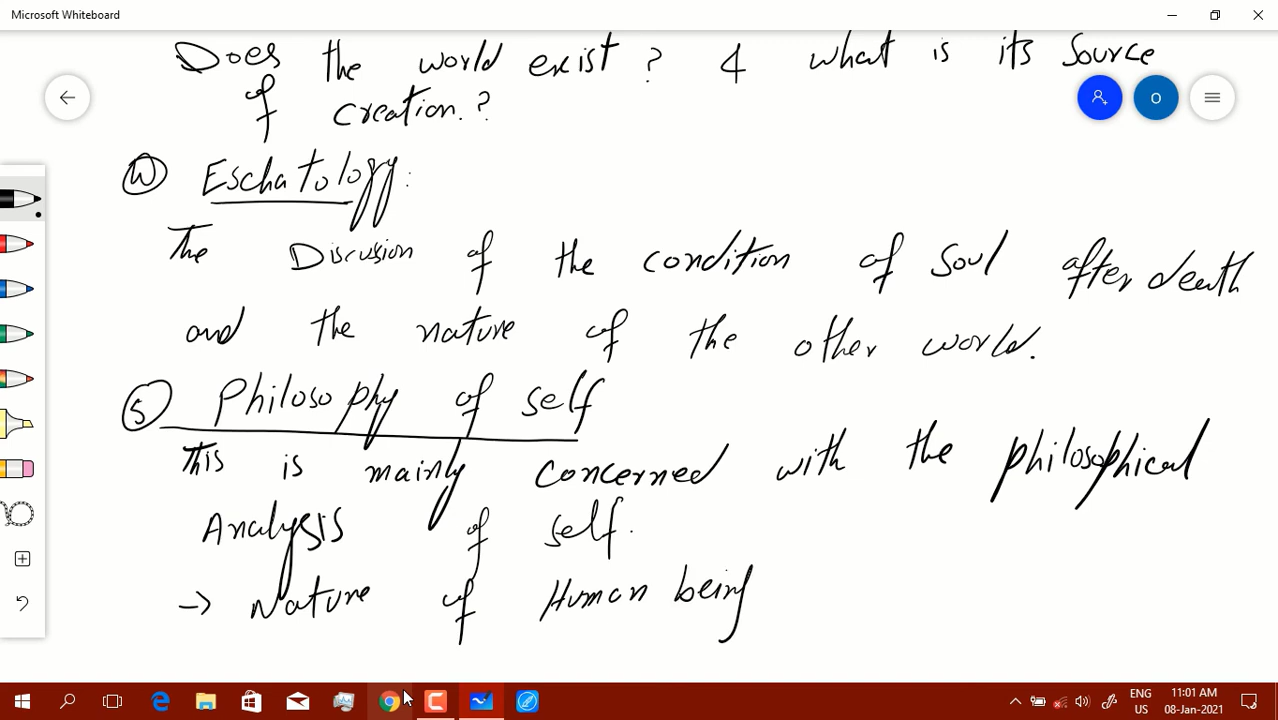 Microsoft Whiteboard
Does the world exist? & what is its Source
of creation.?
④ Eschatology:
The Discusion of the condition of soul after death
and the nature of the other world.
⑤ Philosophy of self
This is mainly concerned with the philosophical
Analysis of self.
→ Nature of Human being
O
ENG
US
11:01 AM
08-Jan-2021